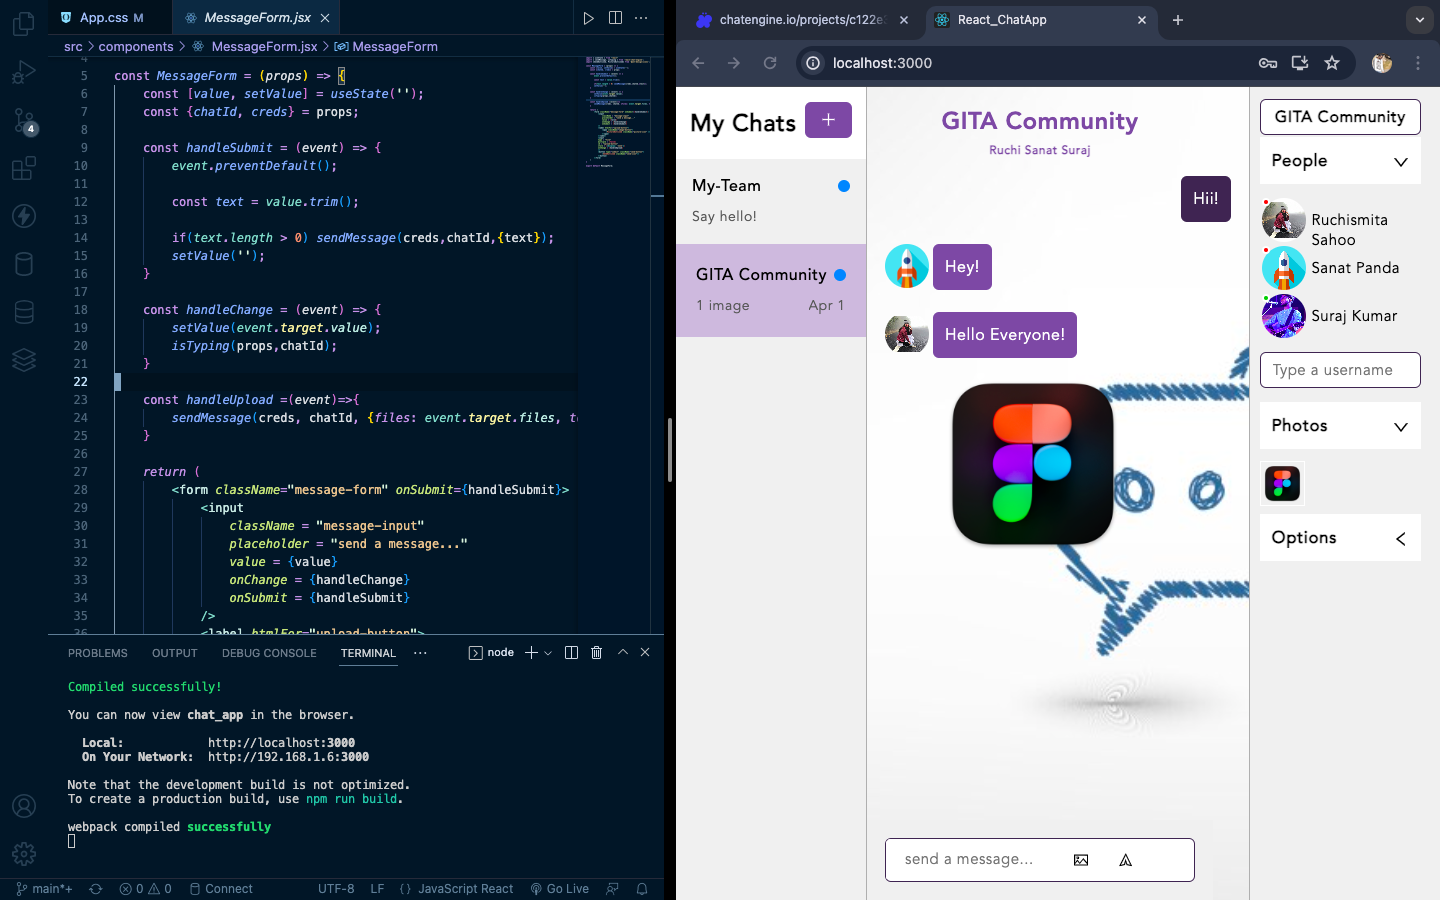 App.css M
MessageForm.jsx
src > components > MessageForm.jsx > MessageForm
5 const MessageForm = (props) => {
6 const [value, setValue] = useState('');
7 const {chatId, creds} = props;
8
9 const handleSubmit = (event) => {
10 event.preventDefault();
11
12 const text = value.trim();
13
14 if(text.length > 0) sendMessage(creds,chatId,{text});
15 setValue('');
16 }
17
18 const handleChange = (event) => {
19 setValue(event.target.value);
20 isTyping(props,chatId);
21 }
22
23 const handleUpload =(event)=>{
24 sendMessage(creds, chatId, {files: event.target.files, t
25 }
26
27 return (
28 <form className="message-form" onSubmit={handleSubmit}>
29 <input
30 className = "message-input"
31 placeholder = "send a message..."
32 value = {value}
33 onChange = {handleChange}
34 onSubmit = {handleSubmit}
35 />
36 <label htmlFor="upload-button">
4
PROBLEMS OUTPUT DEBUG CONSOLE TERMINAL ··· node
Compiled successfully!
You can now view chat_app in the browser.
Local: http://localhost:3000
On Your Network: http://192.168.1.6:3000
Note that the development build is not optimized.
To create a production build, use npm run build.
webpack compiled successfully
main*+ 0 0 Connect UTF-8 LF {} JavaScript React Go Live
chatengine.io/projects/c122e
React_ChatApp
localhost:3000
My Chats +
My-Team
Say hello!
GITA Community
1 image Apr 1
GITA Community
Ruchi Sanat Suraj
Hii!
Hey!
Hello Everyone!
send a message...
GITA Community
People
Ruchismita
Sahoo
Sanat Panda
Suraj Kumar
Type a username
Photos
Options